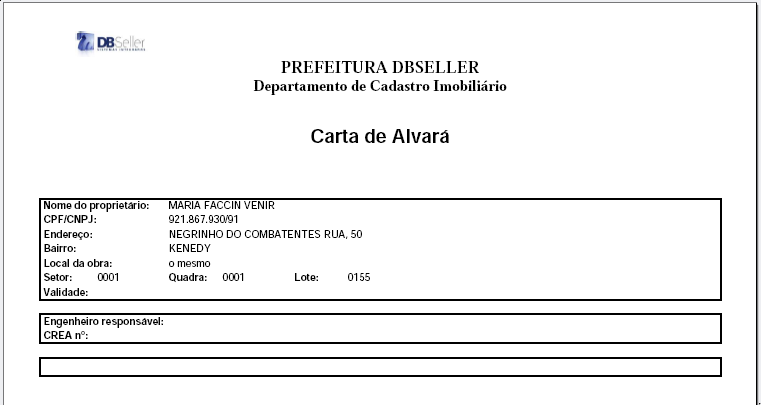 DBSeller
SISTEMAS INTEGRADOS
PREFEITURA DBSELLER
Departamento de Cadastro Imobiliário
Carta de Alvará
Nome do proprietário: MARIA FACCIN VENIR
CPF/CNPJ: 921.867.930/91
Endereço: NEGRINHO DO COMBATENTES RUA, 50
Bairro: KENEDY
Local da obra: o mesmo
Setor: 0001 Quadra: 0001 Lote: 0155
Validade:
Engenheiro responsável:
CREA nº: